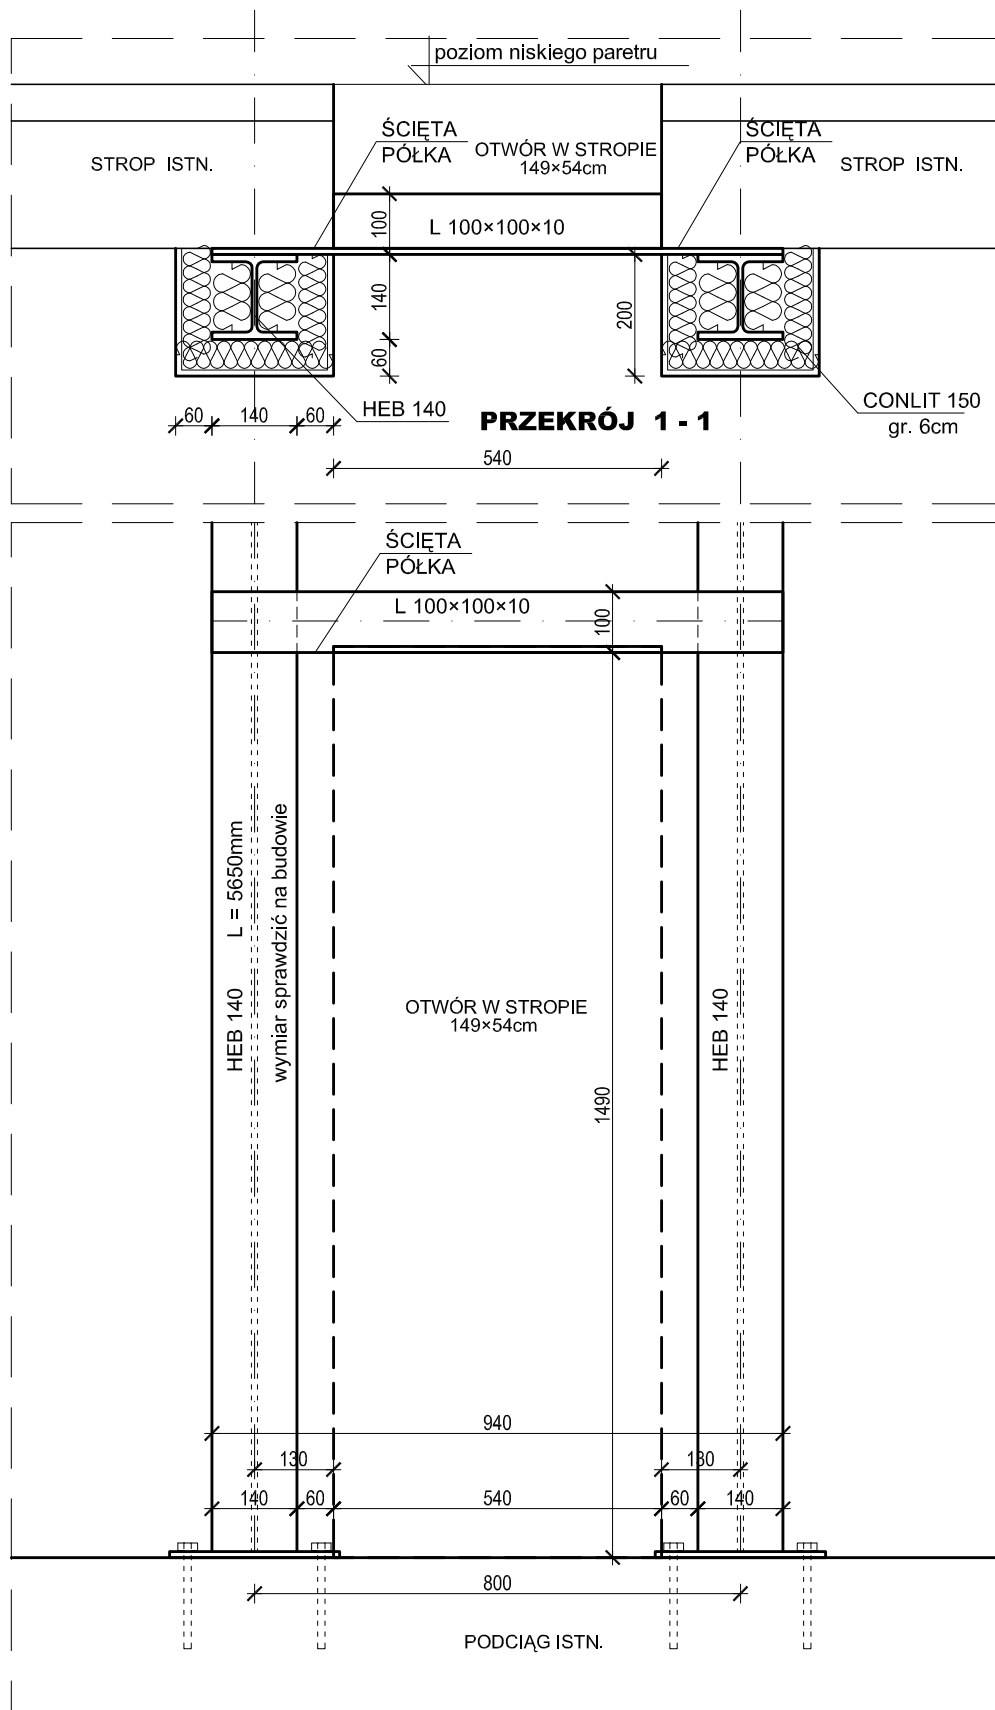 poziom niskiego paretru
ŚCIĘTA
PÓŁKA
OTWÓR W STROPIE
149×54cm
ŚCIĘTA
PÓŁKA
STROP ISTN.
STROP ISTN.
100
L 100×100×10
140
200
60
60
140
60
HEB 140
PRZEKRÓJ 1 - 1
CONLIT 150
gr. 6cm
540
ŚCIĘTA
PÓŁKA
L 100×100×10
100
HEB 140 L = 5650mm
wymiar sprawdzić na budowie
OTWÓR W STROPIE
149×54cm
HEB 140
1490
940
130
130
140
60
540
60
140
800
PODCIĄG ISTN.